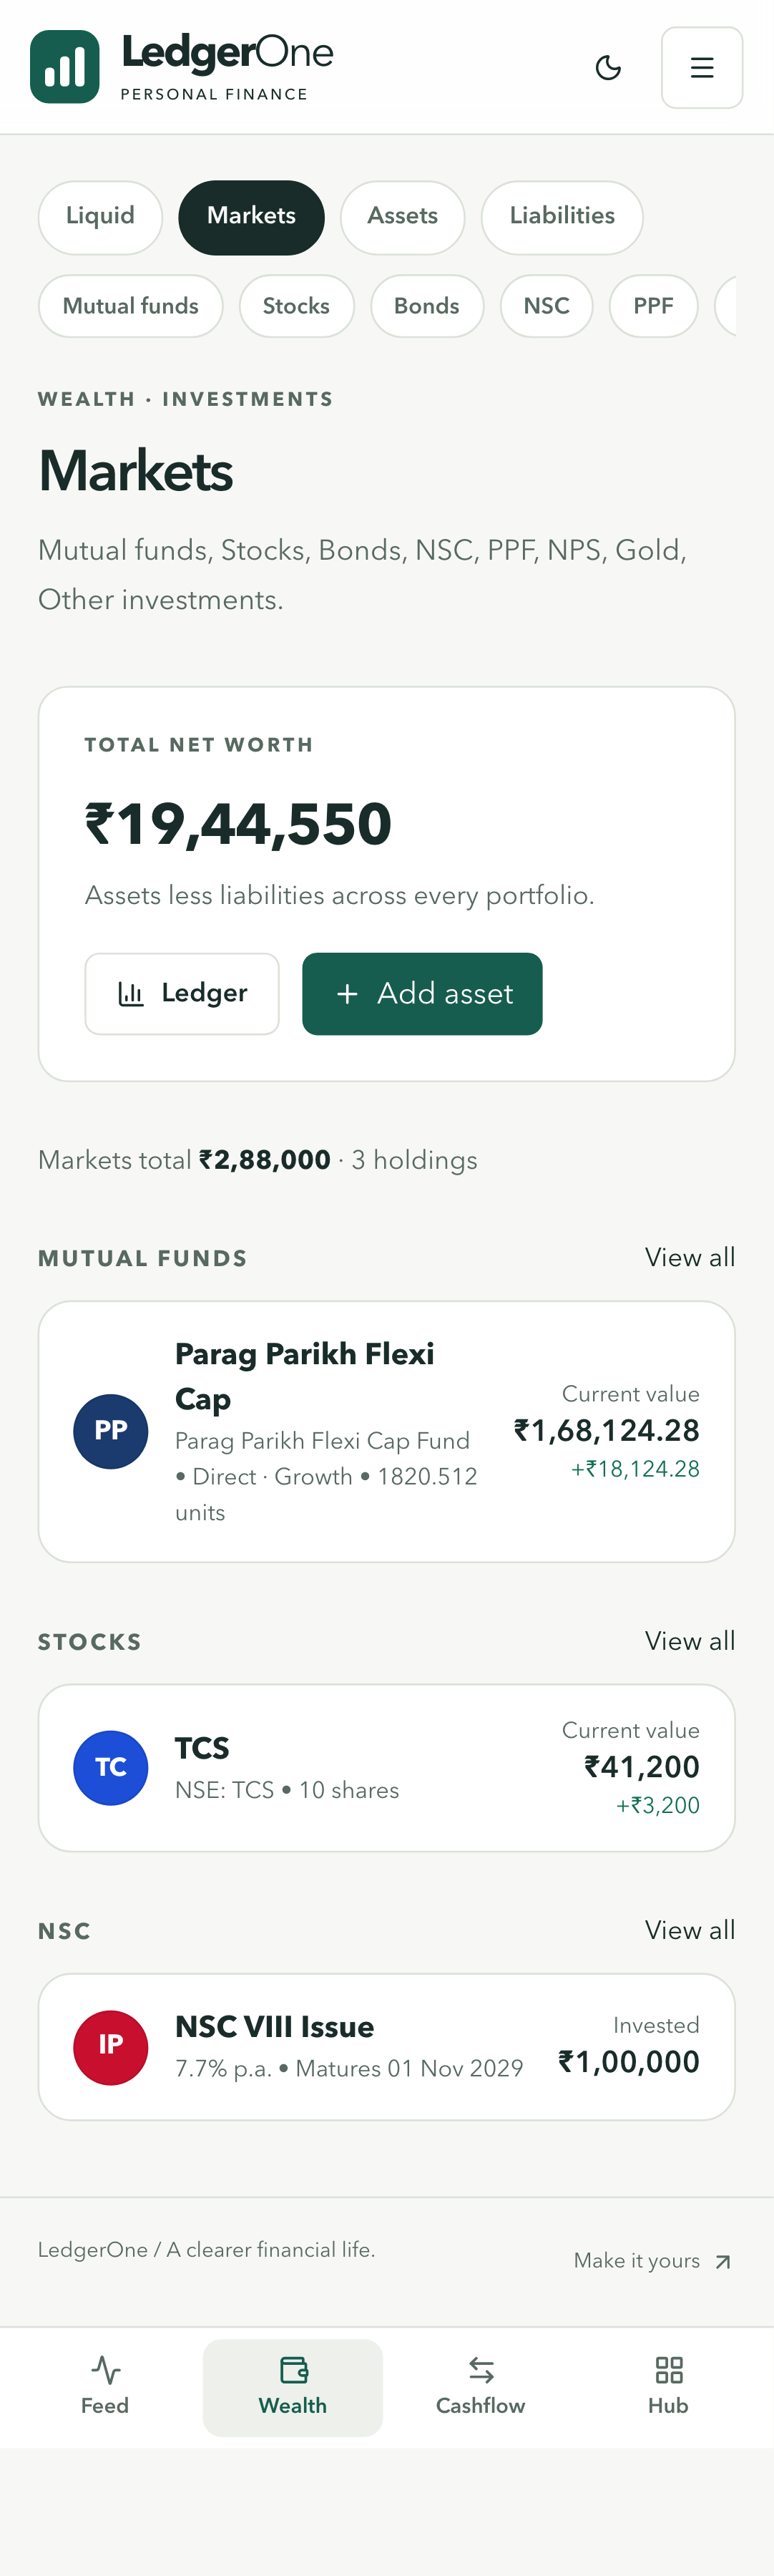 LedgerOne
PERSONAL FINANCE
Liquid
Markets
Assets
Liabilities
Mutual funds
Stocks
Bonds
NSC
PPF
WEALTH · INVESTMENTS
Markets
Mutual funds, Stocks, Bonds, NSC, PPF, NPS, Gold,
Other investments.
TOTAL NET WORTH
₹19,44,550
Assets less liabilities across every portfolio.
Ledger
+ Add asset
Markets total ₹2,88,000 · 3 holdings
MUTUAL FUNDS
View all
PP
Parag Parikh Flexi
Cap
Parag Parikh Flexi Cap Fund
• Direct · Growth • 1820.512
units
Current value
₹1,68,124.28
+₹18,124.28
STOCKS
View all
TC
TCS
NSE: TCS • 10 shares
Current value
₹41,200
+₹3,200
NSC
View all
IP
NSC VIII Issue
7.7% p.a. • Matures 01 Nov 2029
Invested
₹1,00,000
LedgerOne / A clearer financial life.
Make it yours
Feed
Wealth
Cashflow
Hub